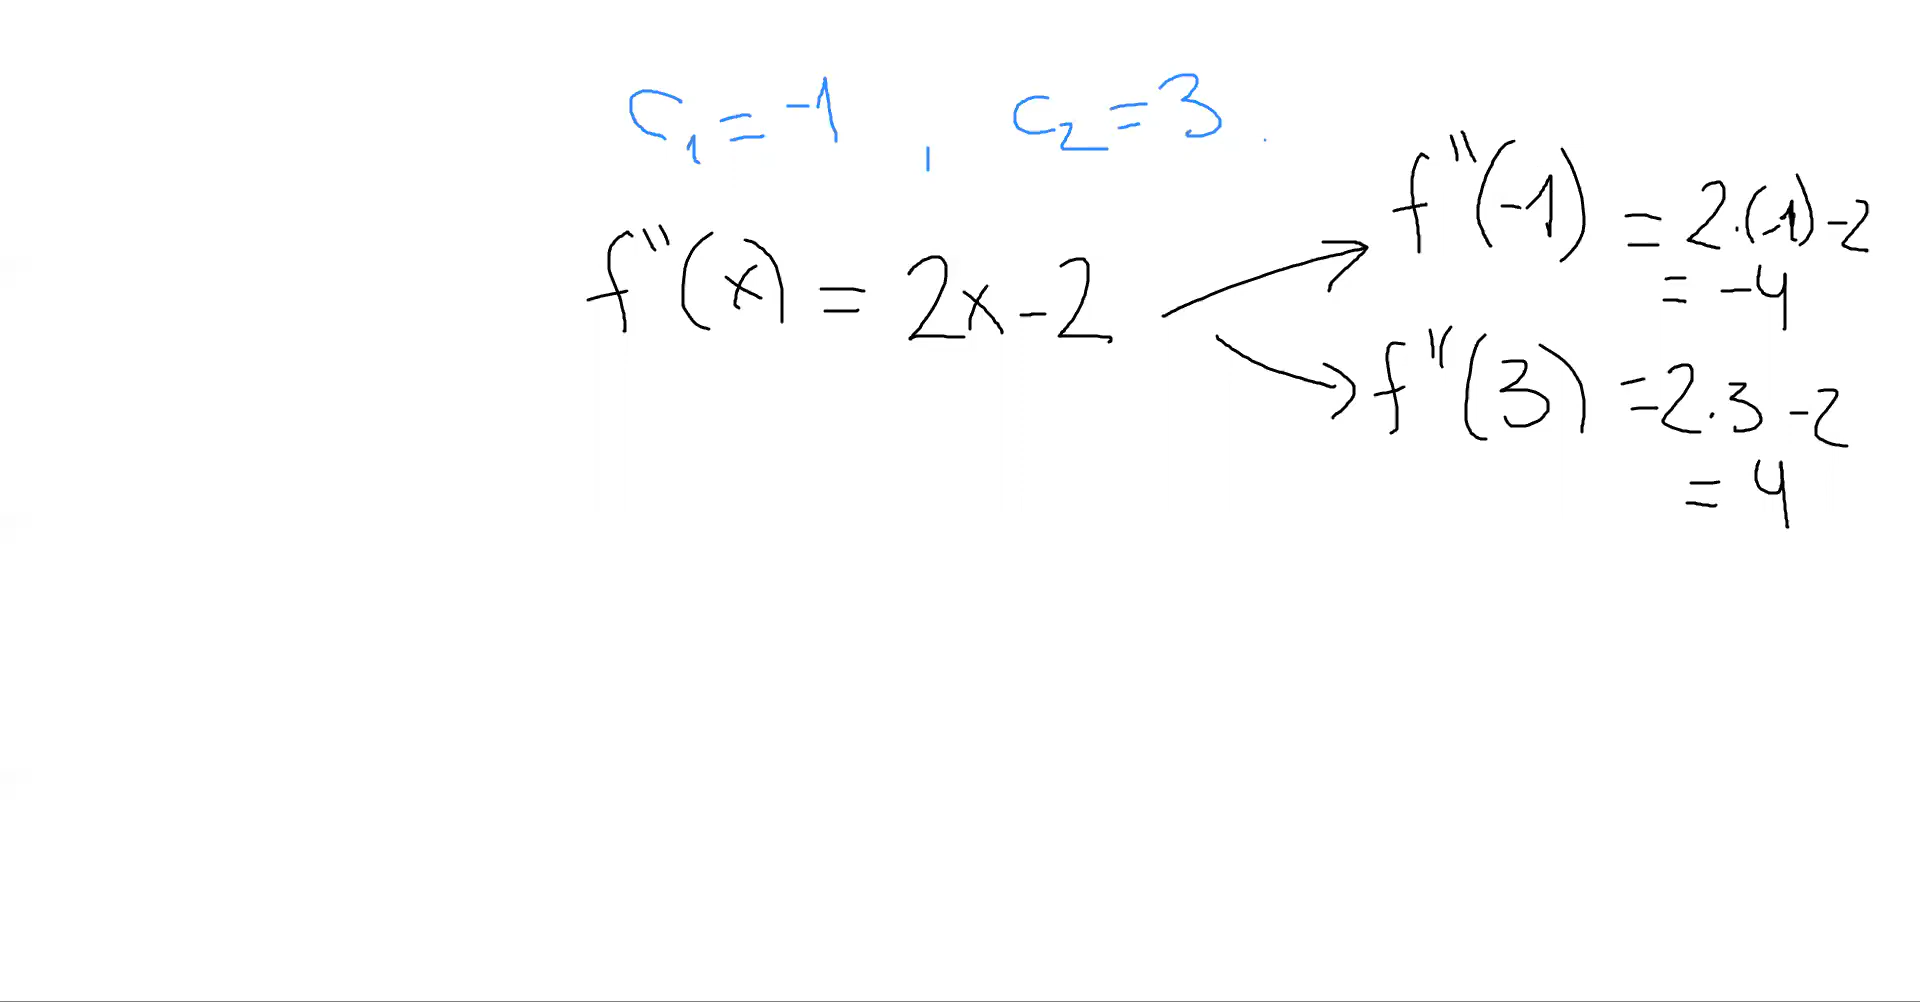 c₁ = -1 , c₂ = 3 .
f''(x) = 2x - 2
f''(-1) = 2·(-1) - 2
= -4
f''(3) = 2·3 - 2
= 4